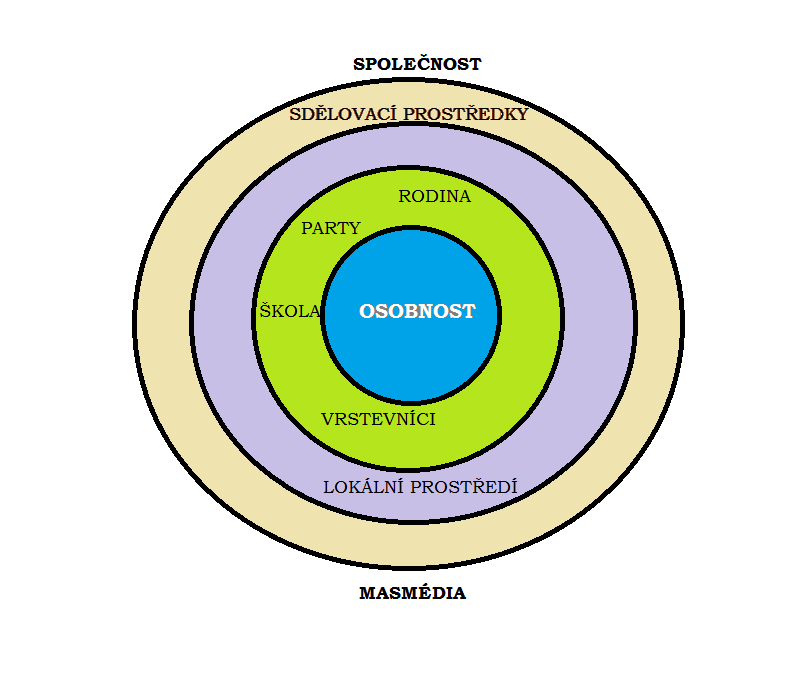 SPOLEČNOST
SDĚLOVACÍ PROSTŘEDKY
RODINA
PARTY
ŠKOLA
OSOBNOST
VRSTEVNÍCI
LOKÁLNÍ PROSTŘEDÍ
MASMÉDIA